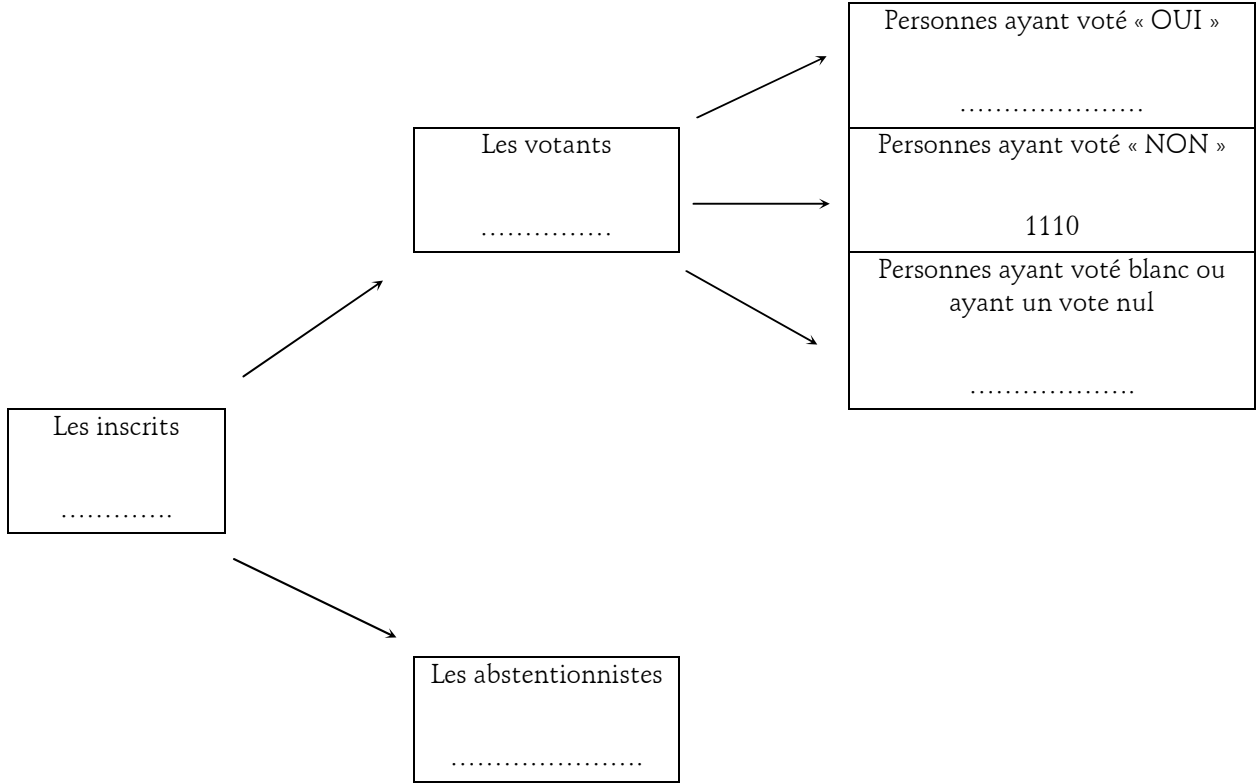 Personnes ayant voté « OUI »
.....................
Les votants
...............
Personnes ayant voté « NON »
1110
Personnes ayant voté blanc ou
ayant un vote nul
...................
Les inscrits
.............
Les abstentionnistes
......................